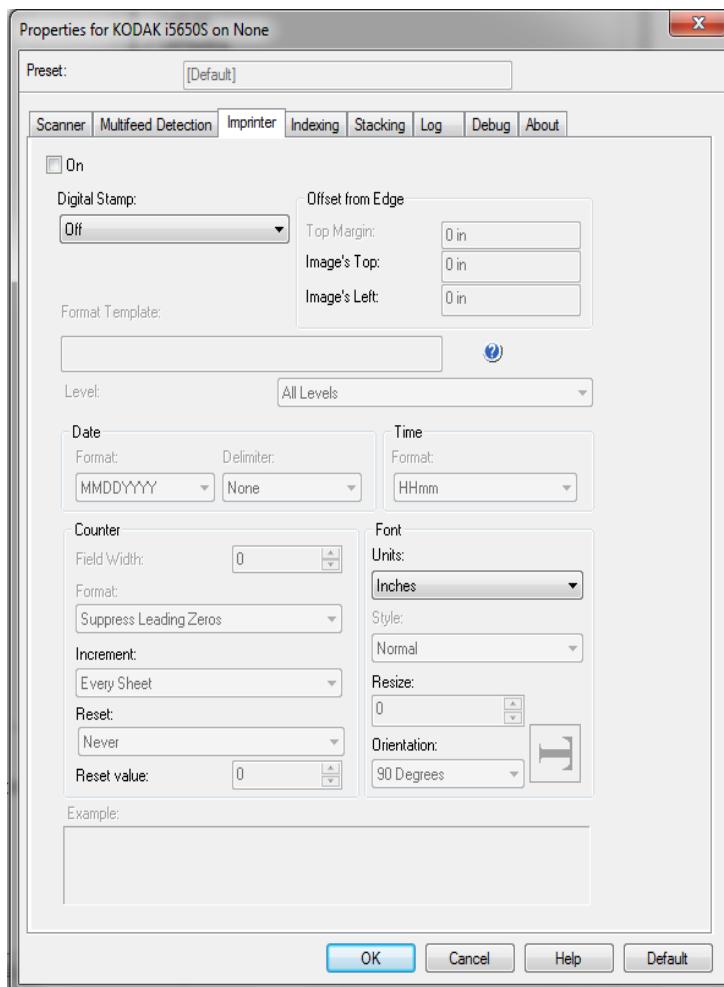 Properties for KODAK i5650S on None
X
Preset:
[Default]
Scanner Multifeed Detection Imprinter Indexing Stacking Log Debug About
On
Digital Stamp:
Off
Offset from Edge
Top Margin:
0 in
Image's Top:
0 in
Image's Left:
0 in
Format Template:
?
Level:
All Levels
Date
Format:
Delimiter:
MMDDYYYY
None
Time
Format:
HHmm
Counter
Field Width:
0
Format:
Suppress Leading Zeros
Increment:
Every Sheet
Reset:
Never
Reset value:
0
Font
Units:
Inches
Style:
Normal
Resize:
0
Orientation:
90 Degrees
T
Example:
OK Cancel Help Default